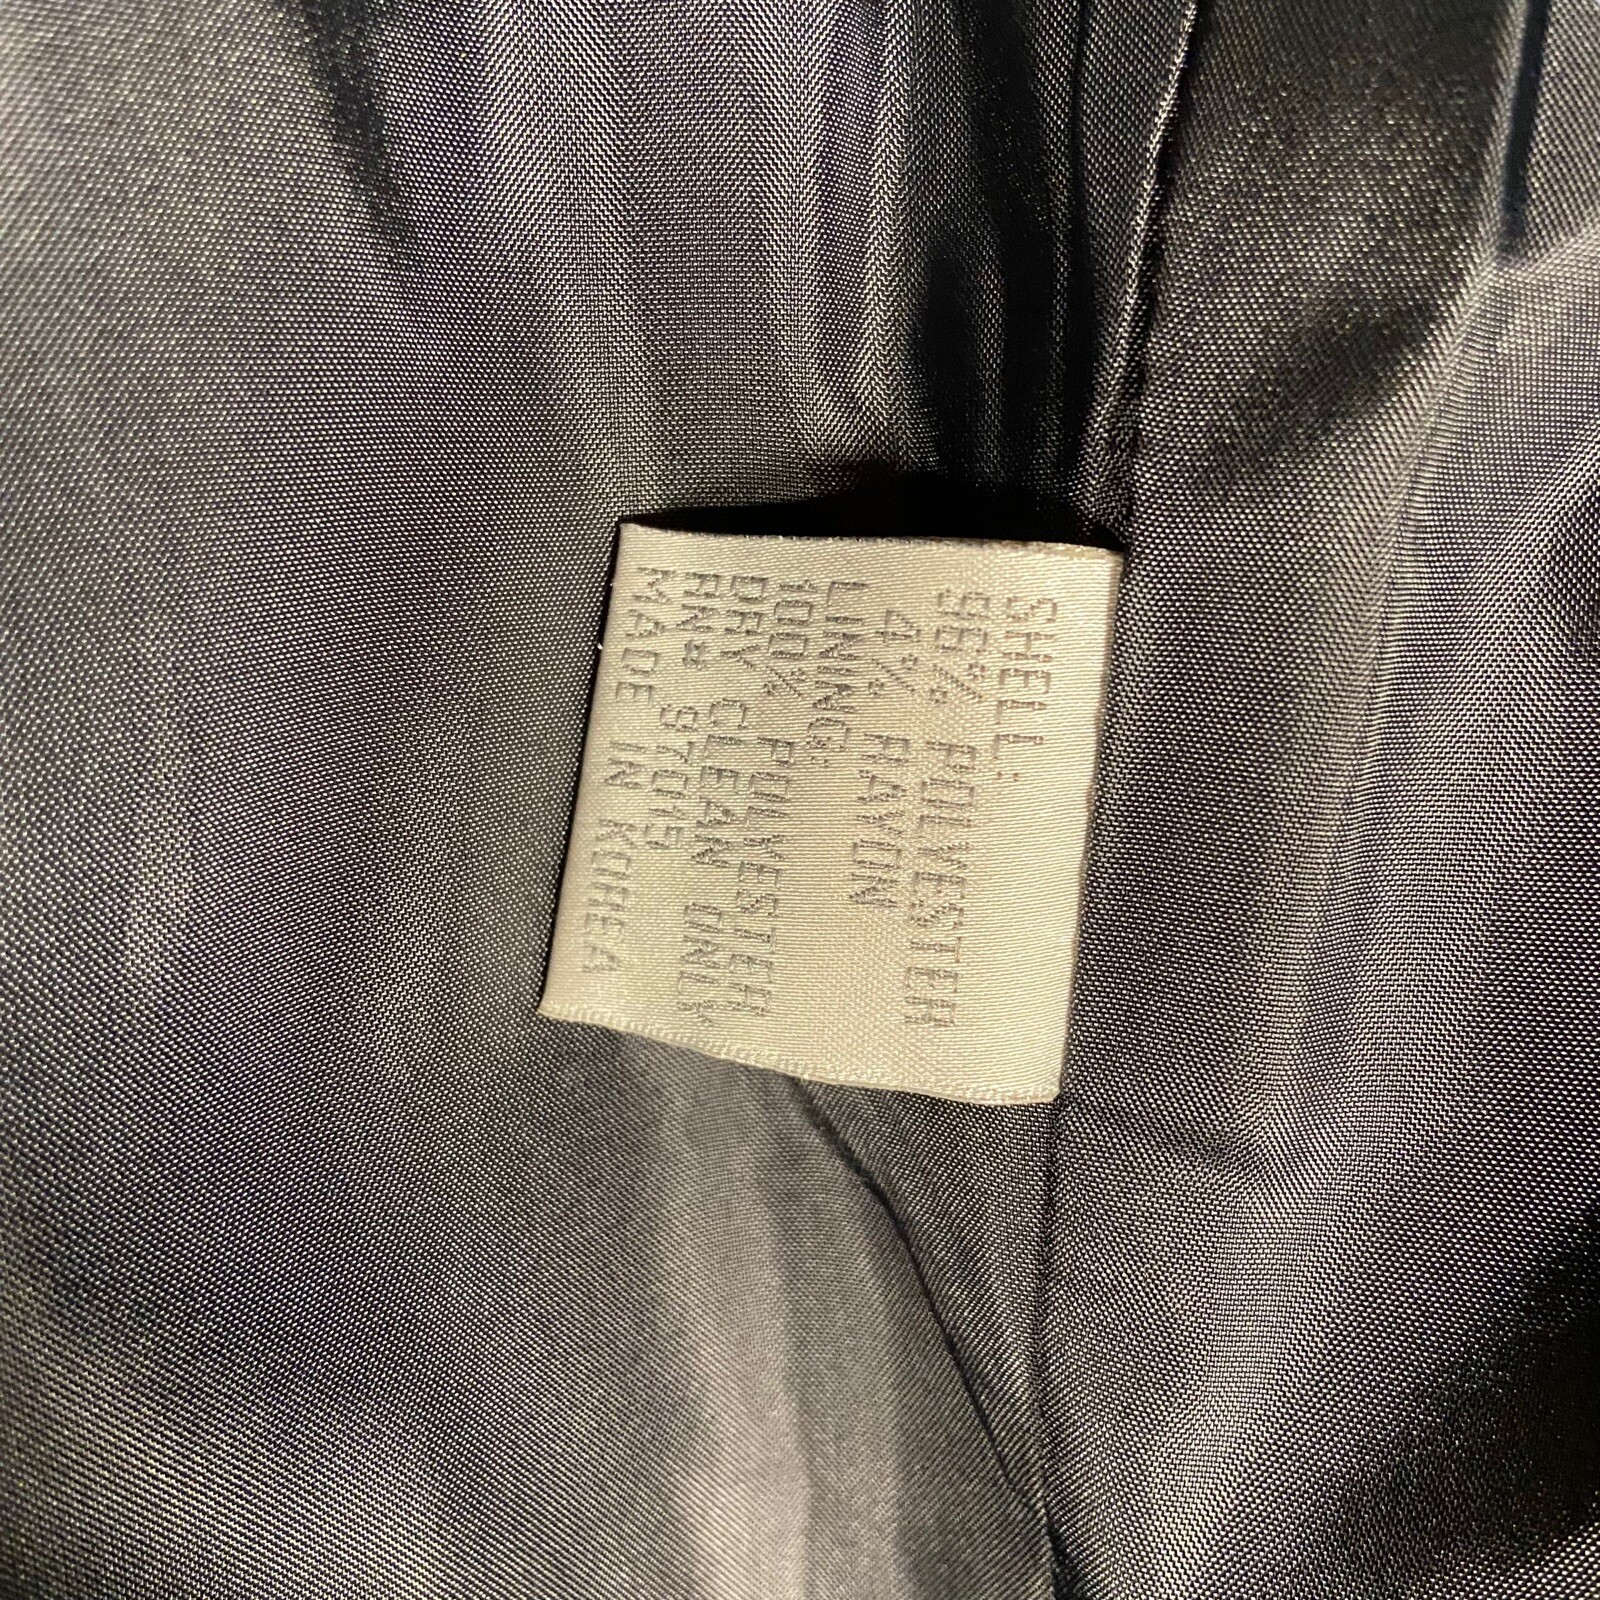 SHELL:
96% POLYESTER
4% RAYON
LINING:
100% POLYESTER
DRY CLEAN ONLY
RN# 97015
MADE IN KOREA